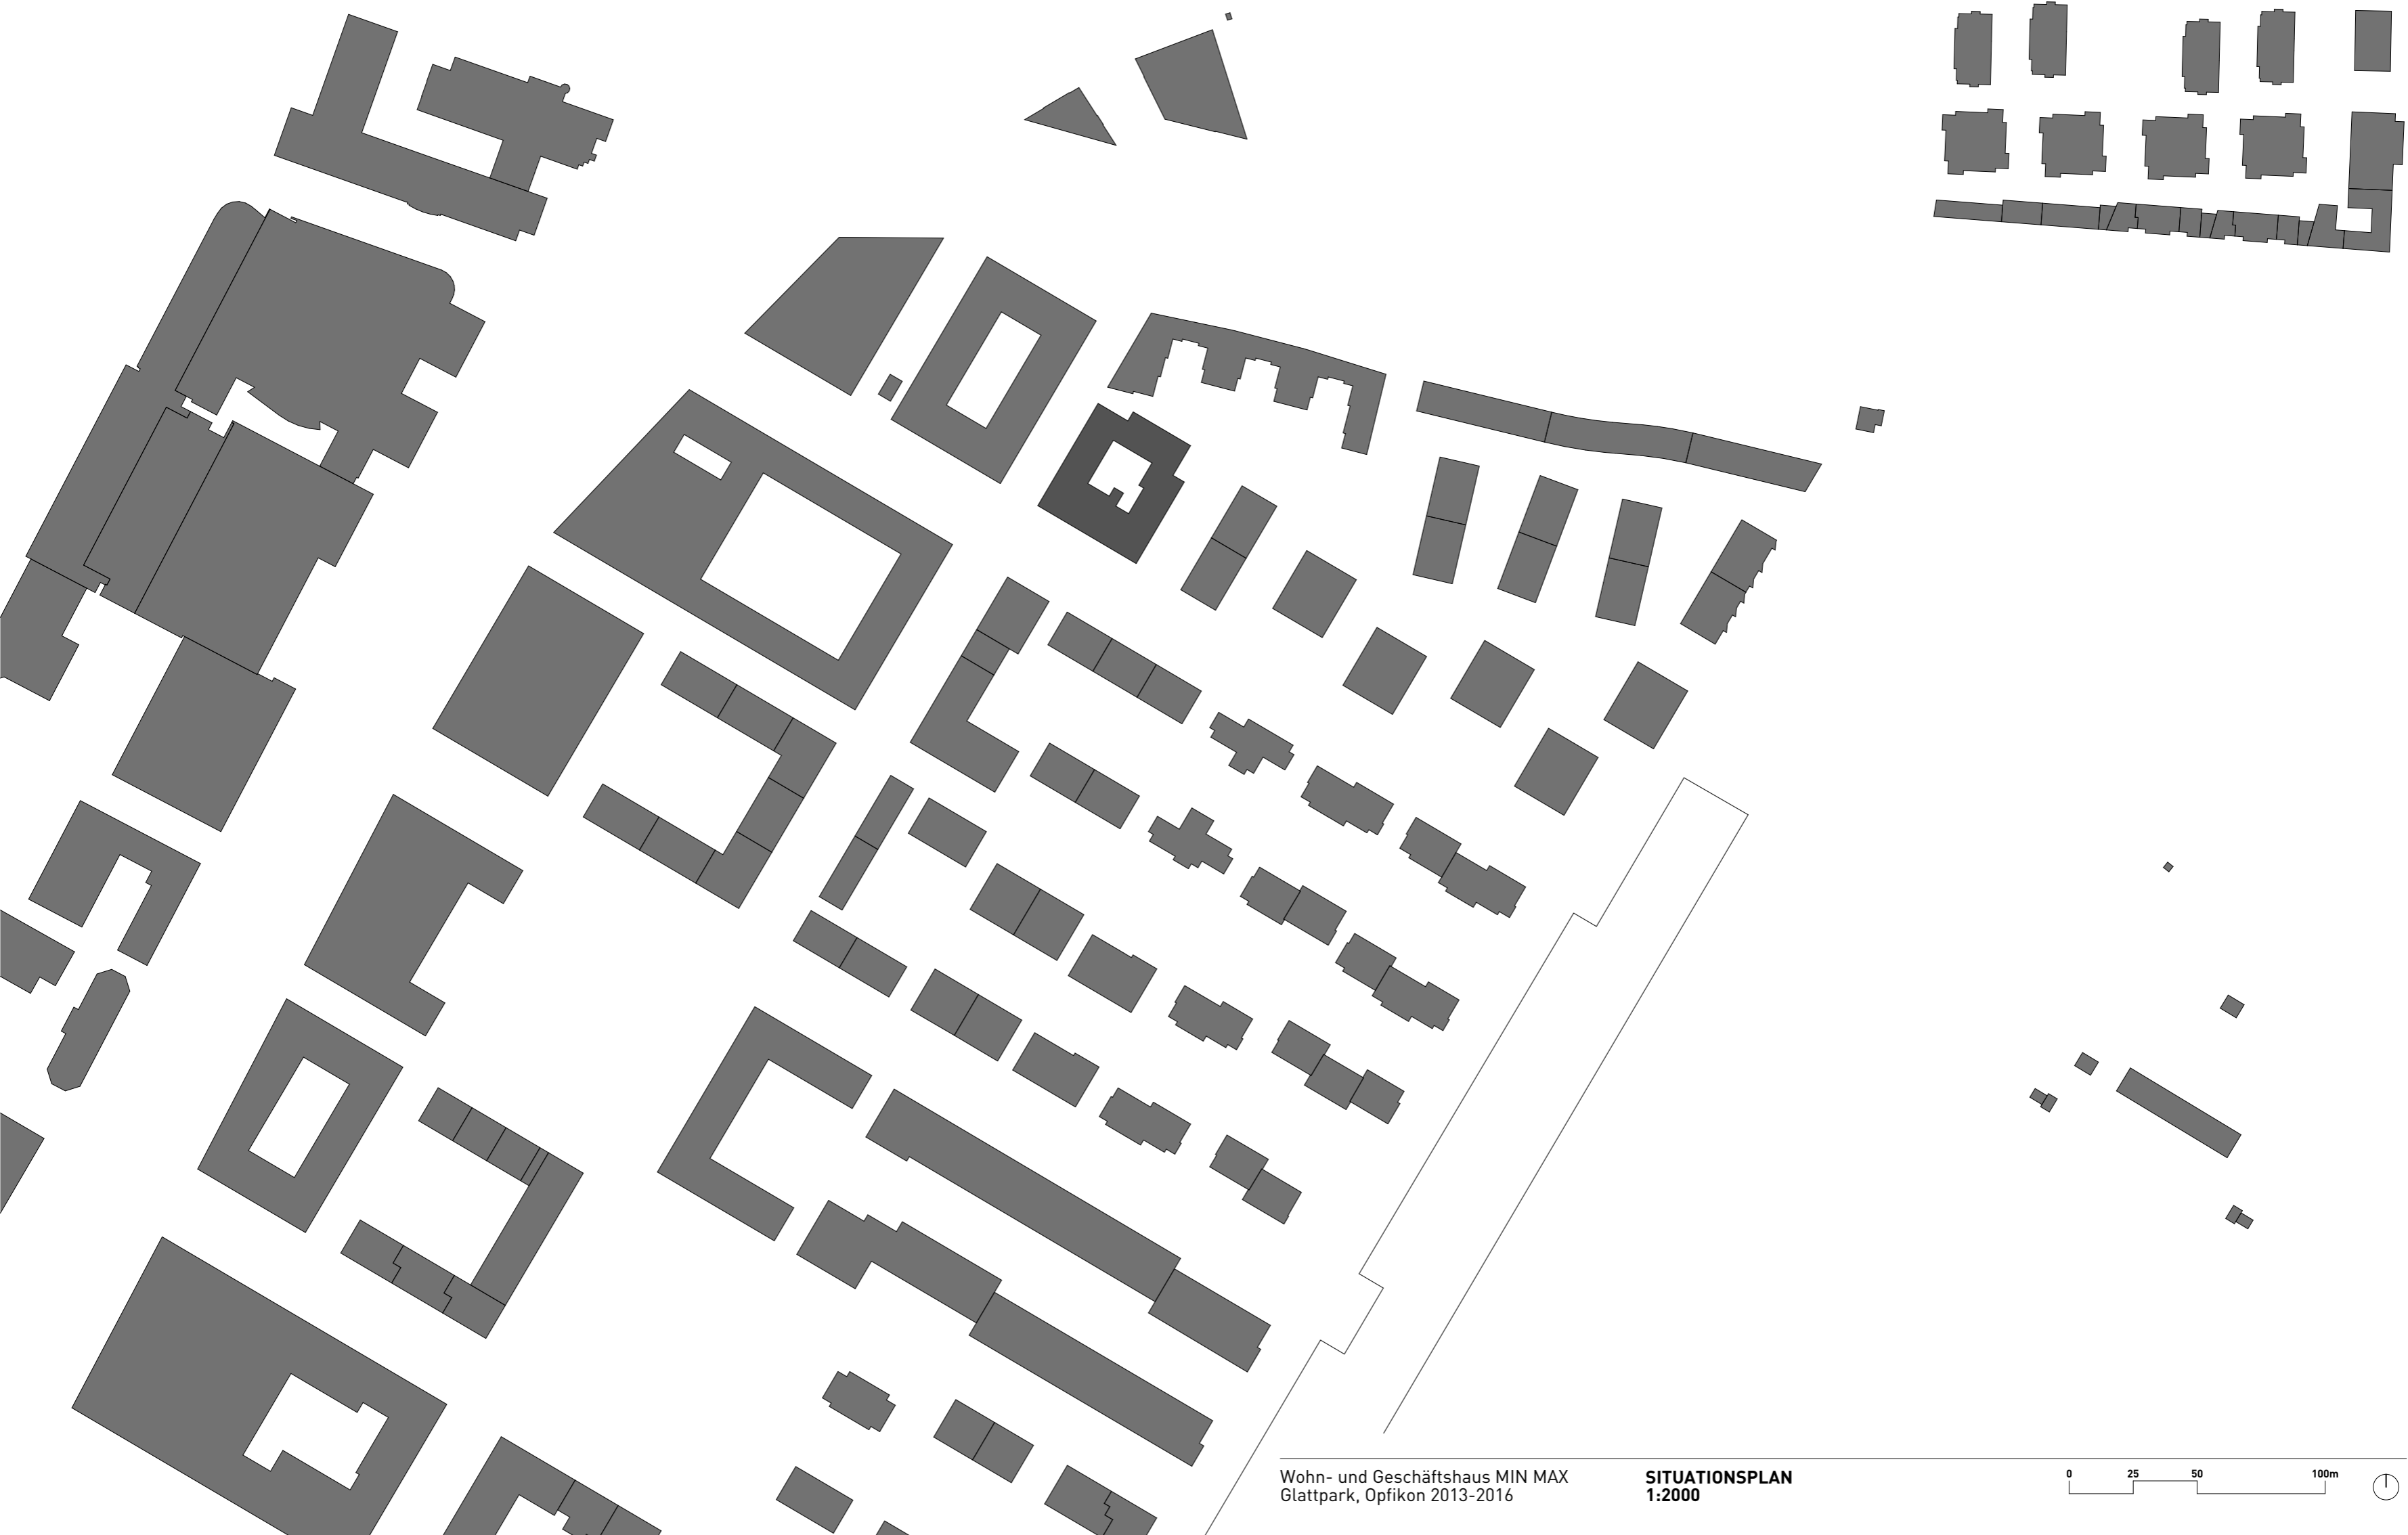 Wohn- und Geschäftshaus MIN MAX
Glattpark, Opfikon 2013-2016
SITUATIONSPLAN
1:2000
0 25 50 100m